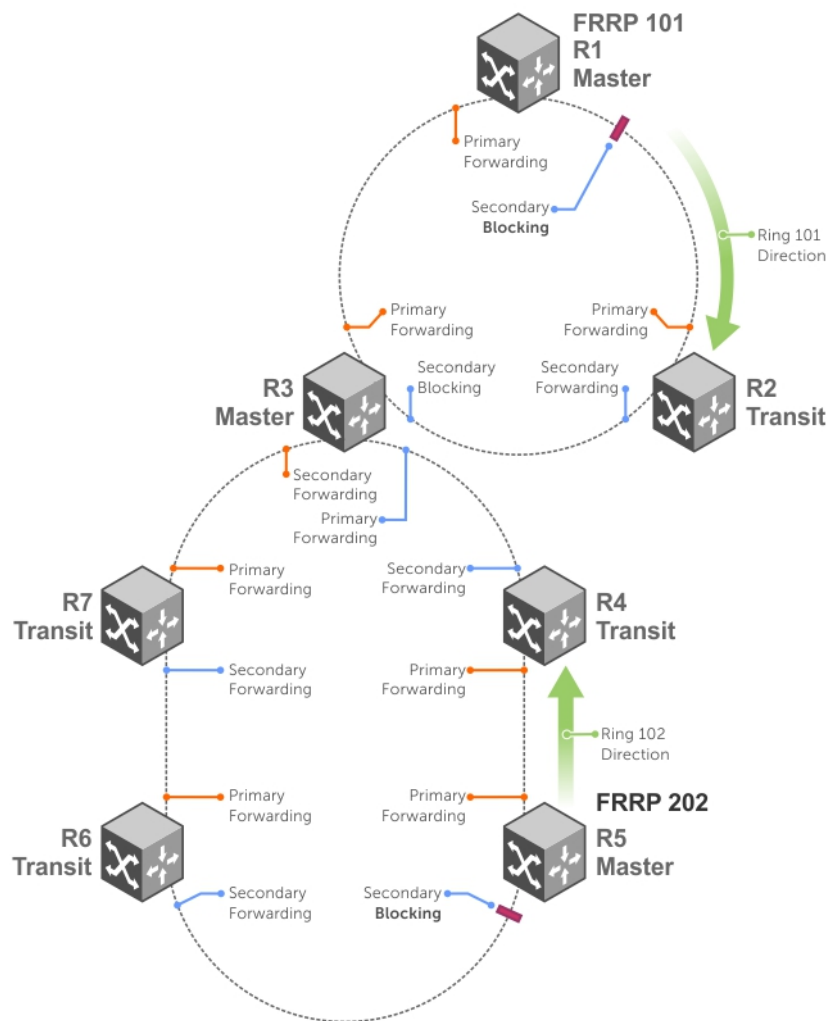 FRRP 101
R1
Master
Primary
Forwarding
Secondary
Blocking
Ring 101
Direction
Primary
Forwarding
Primary
Forwarding
R3
Master
Secondary
Blocking
Secondary
Forwarding
R2
Transit
Secondary
Forwarding
Primary
Forwarding
R7
Transit
Primary
Forwarding
Secondary
Forwarding
R4
Transit
Secondary
Forwarding
Primary
Forwarding
Ring 102
Direction
Primary
Forwarding
Primary
Forwarding
FRRP 202
R6
Transit
R5
Master
Secondary
Forwarding
Secondary
Blocking